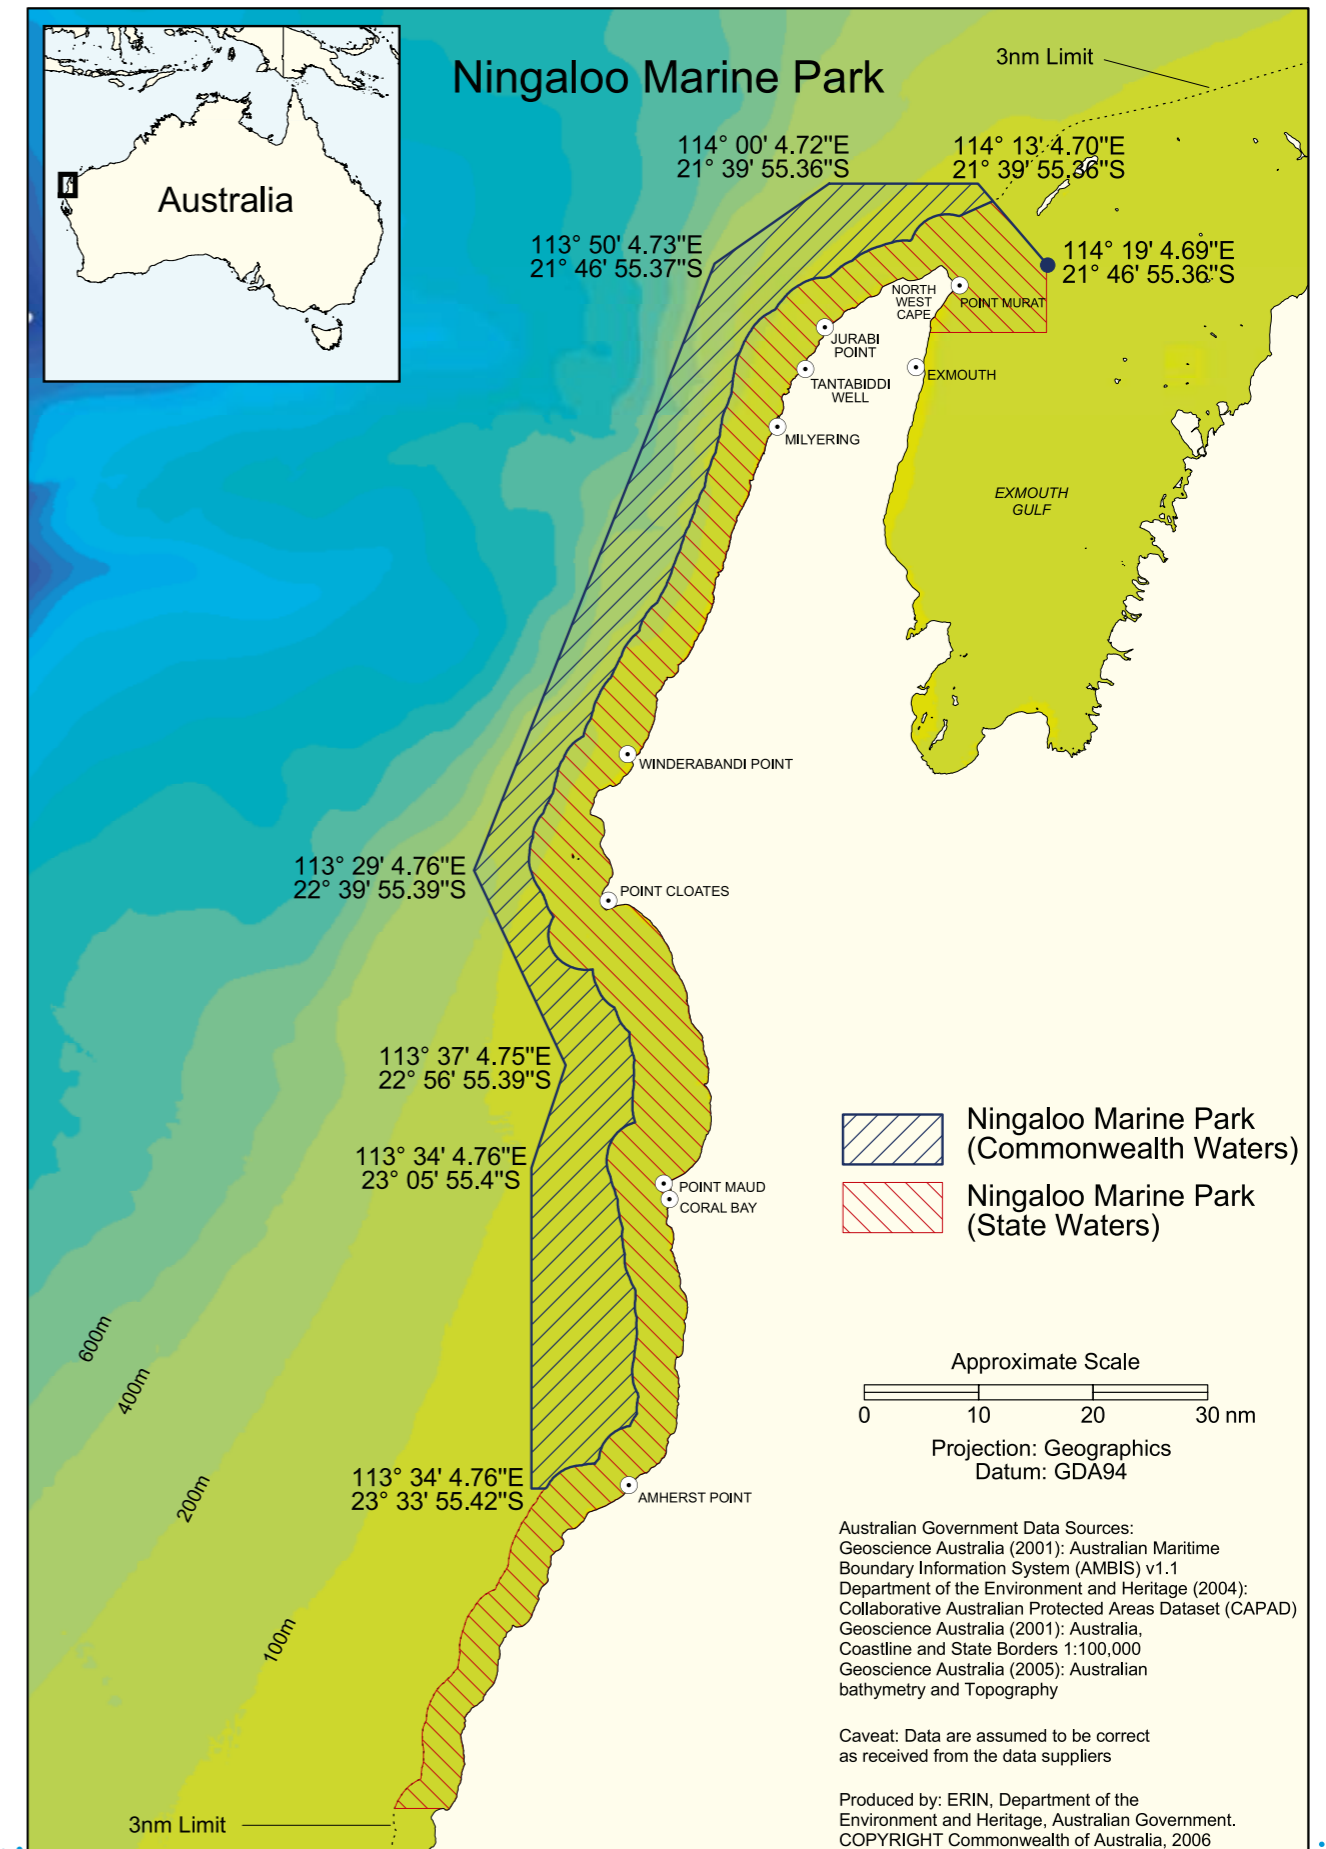 Ningaloo Marine Park
Australia
3nm Limit
114° 00' 4.72"E
21° 39' 55.36"S
114° 13' 4.70"E
21° 39' 55.36"S
113° 50' 4.73"E
21° 46' 55.37"S
114° 19' 4.69"E
21° 46' 55.36"S
NORTH
WEST
CAPE
POINT MURAT
JURABI
POINT
EXMOUTH
TANTABIDDI
WELL
MILYERING
EXMOUTH
GULF
WINDERABANDI POINT
113° 29' 4.76"E
22° 39' 55.39"S
POINT CLOATES
113° 37' 4.75"E
22° 56' 55.39"S
113° 34' 4.76"E
23° 05' 55.4"S
POINT MAUD
CORAL BAY
Ningaloo Marine Park
(Commonwealth Waters)
Ningaloo Marine Park
(State Waters)
600m
400m
200m
100m
Approximate Scale
0 10 20 30 nm
Projection: Geographics
Datum: GDA94
113° 34' 4.76"E
23° 33' 55.42"S
AMHERST POINT
Australian Government Data Sources:
Geoscience Australia (2001): Australian Maritime
Boundary Information System (AMBIS) v1.1
Department of the Environment and Heritage (2004):
Collaborative Australian Protected Areas Dataset (CAPAD)
Geoscience Australia (2001): Australia,
Coastline and State Borders 1:100,000
Geoscience Australia (2005): Australian
bathymetry and Topography
Caveat: Data are assumed to be correct
as received from the data suppliers
Produced by: ERIN, Department of the
Environment and Heritage, Australian Government.
COPYRIGHT Commonwealth of Australia, 2006
3nm Limit